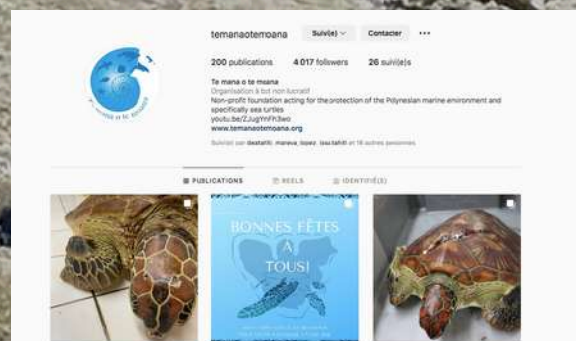 temanaotemoana Suivi(e) Contacter
200 publications 4 017 followers 26 suivi(e)s
Te mana o te moana
Organisation à but non lucratif
Non-profit foundation acting for the protection of the Polynesian marine environment and
specifically sea turtles
youtu.be/ZJugYnFh3wo
www.temanaotemoana.org
PUBLICATIONS REELS IDENTIFIÉ(E)S
BONNES FÊTES
À
TOUS!